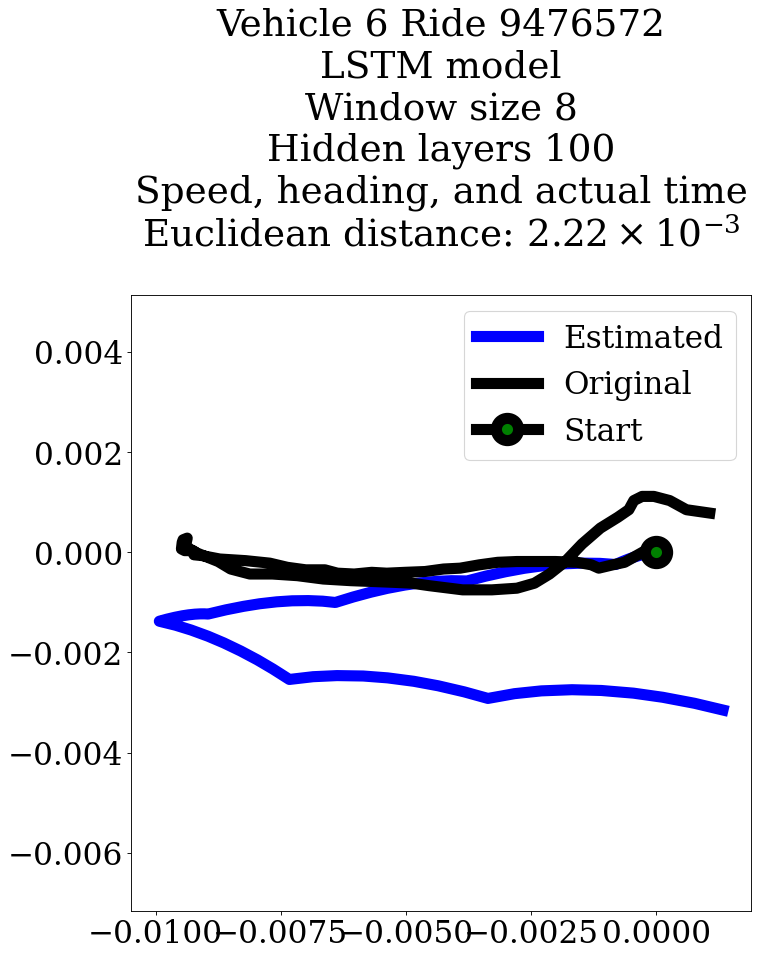 Vehicle 6 Ride 9476572
LSTM model
Window size 8
Hidden layers 100
Speed, heading, and actual time
Euclidean distance: 2.22 × 10⁻³
Estimated
Original
Start
0.004
0.002
0.000
−0.002
−0.004
−0.006
−0.0100 −0.0075 −0.0050 −0.0025 0.0000